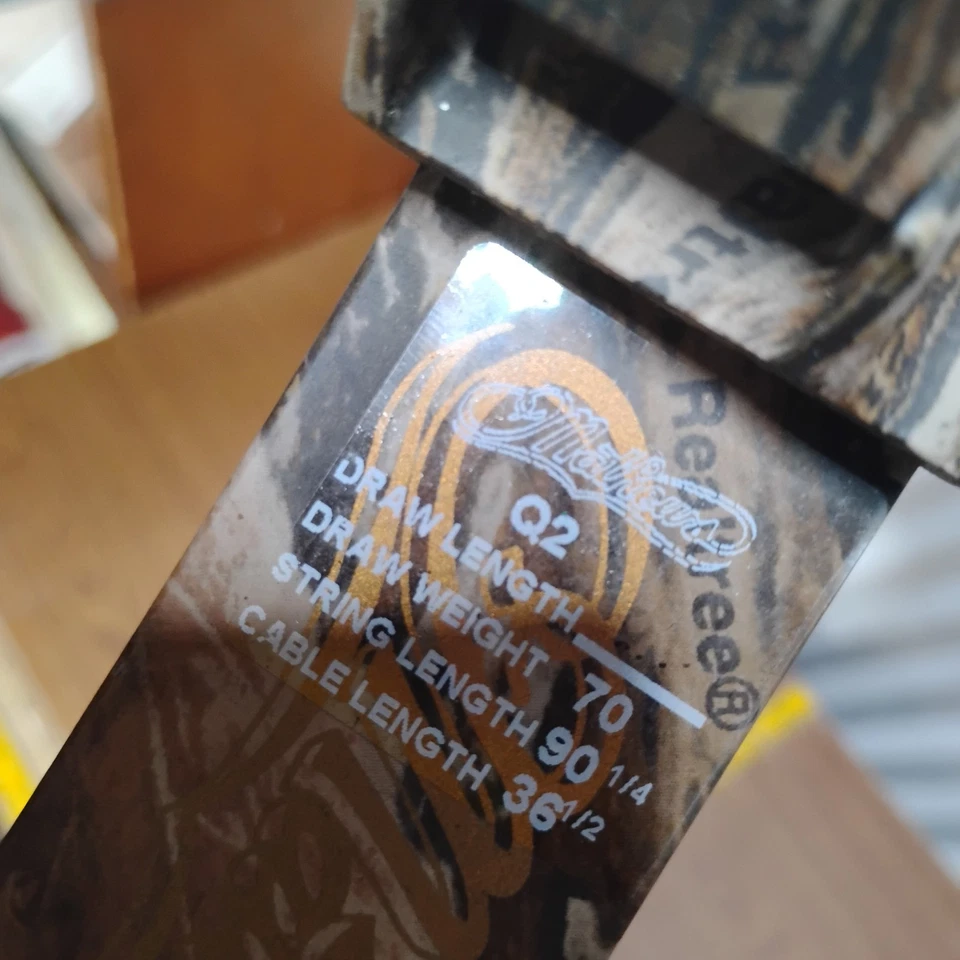 Mathews
Q2
DRAW LENGTH
DRAW WEIGHT 70
STRING LENGTH 90 1/4
CABLE LENGTH 36 1/2
Realtree®